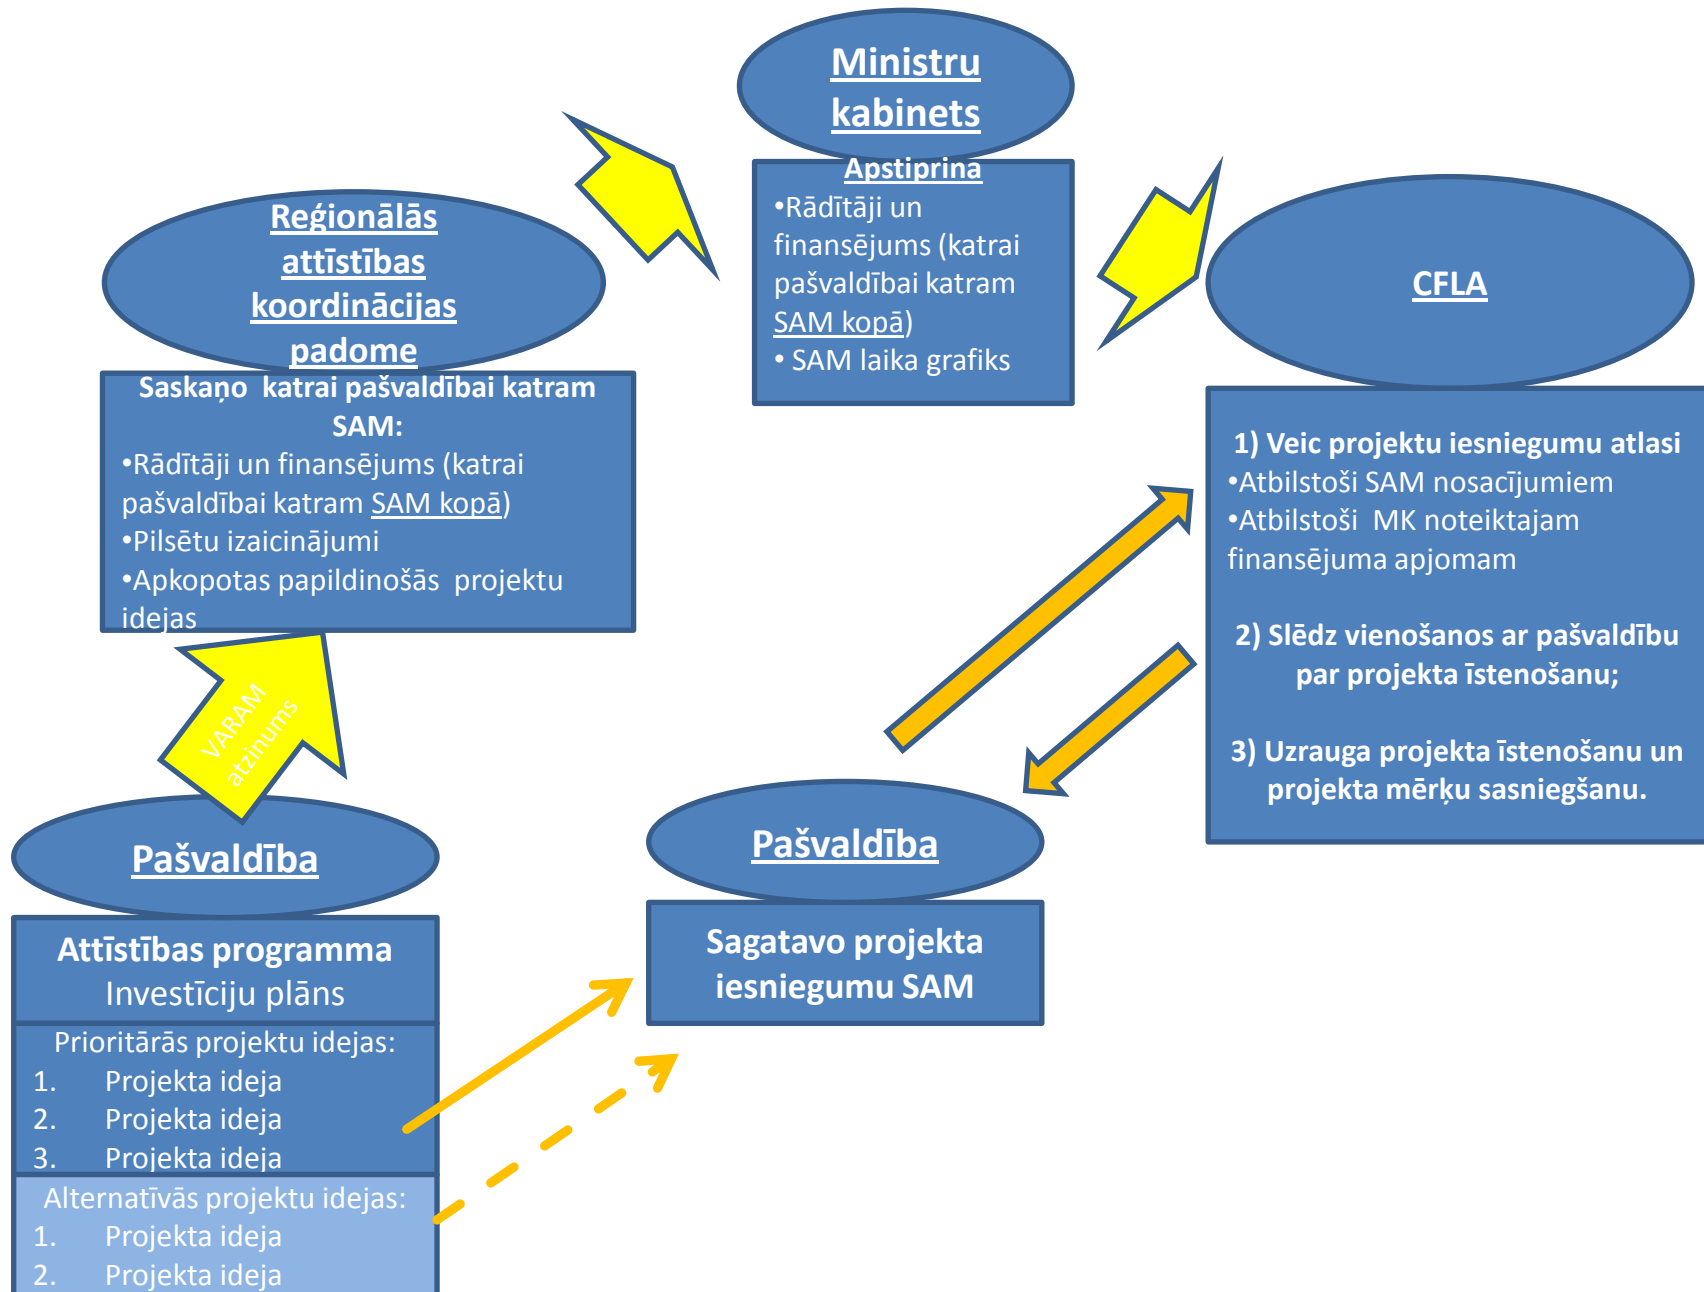 Ministru
kabinets
Apstiprina
•Rādītāji un
finansējums (katrai
pašvaldībai katram
SAM kopā)
• SAM laika grafiks
Reģionālās
attīstības
koordinācijas
padome
Saskaņo  katrai pašvaldībai katram
SAM:
•Rādītāji un finansējums (katrai
pašvaldībai katram SAM kopā)
•Pilsētu izaicinājumi
•Apkopotas papildinošās  projektu
idejas
CFLA
1) Veic projektu iesniegumu atlasi
•Atbilstoši SAM nosacījumiem
•Atbilstoši  MK noteiktajam
finansējuma apjomam
2) Slēdz vienošanos ar pašvaldību
par projekta īstenošanu;
3) Uzrauga projekta īstenošanu un
projekta mērķu sasniegšanu.
VARAM
atzinums
Pašvaldība
Attīstības programma
Investīciju plāns
Prioritārās projektu idejas:
1. Projekta ideja
2. Projekta ideja
3. Projekta ideja
Alternatīvās projektu idejas:
1. Projekta ideja
2. Projekta ideja
Pašvaldība
Sagatavo projekta
iesniegumu SAM